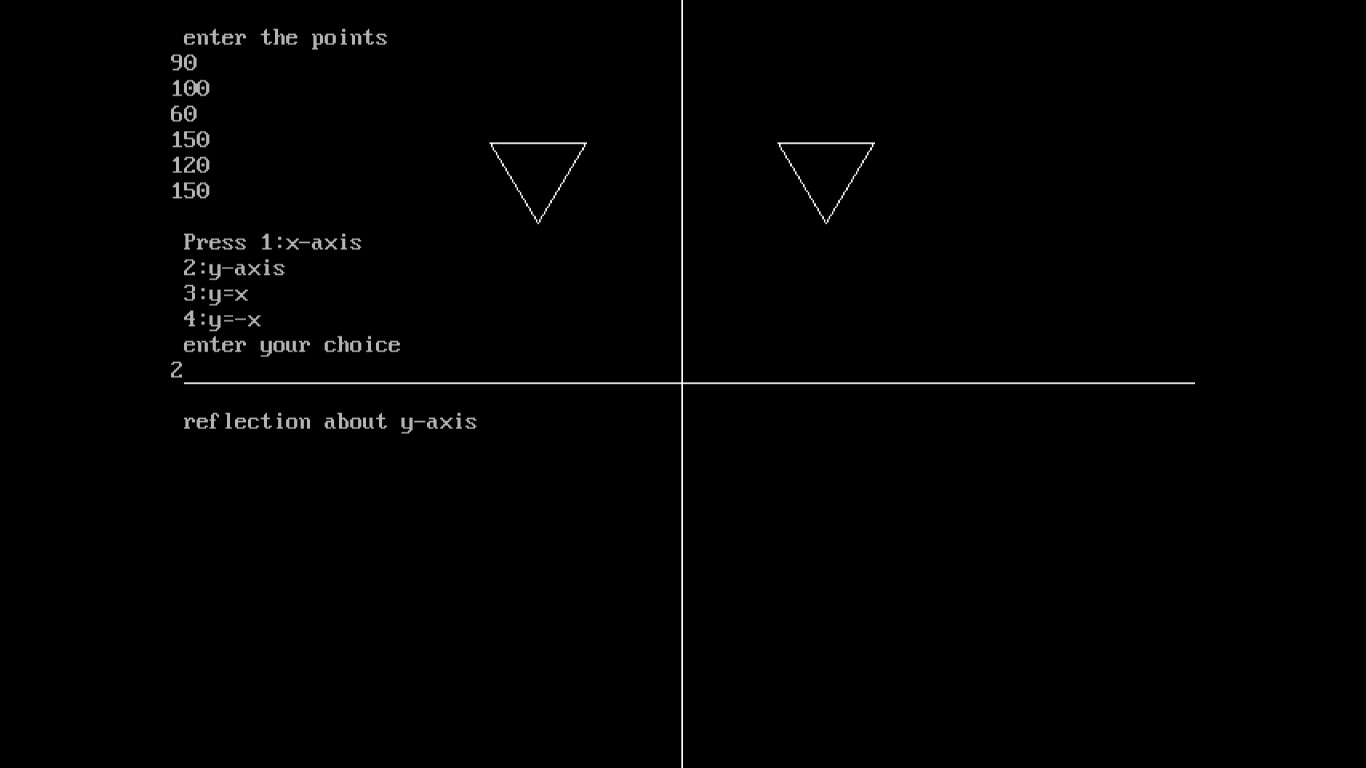 enter the points
90
100
60
150
120
150
Press 1:x-axis
2:y-axis
3:y=x
4:y=-x
enter your choice
2
reflection about y-axis